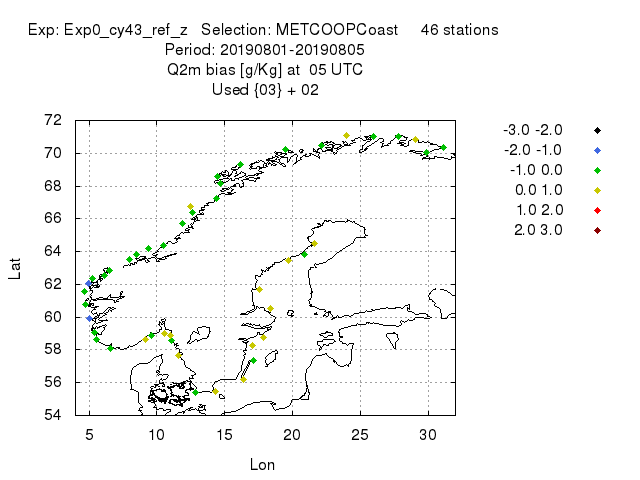 Exp: Exp0_cy43_ref_z   Selection: METCOOPCoast     46 stations
Period: 20190801-20190805
Q2m bias [g/Kg] at  05 UTC
Used {03} + 02
72
70
68
66
64
62
60
58
56
54
Lat
5 10 15 20 25 30
Lon
-3.0 -2.0
-2.0 -1.0
-1.0 0.0
0.0 1.0
1.0 2.0
2.0 3.0